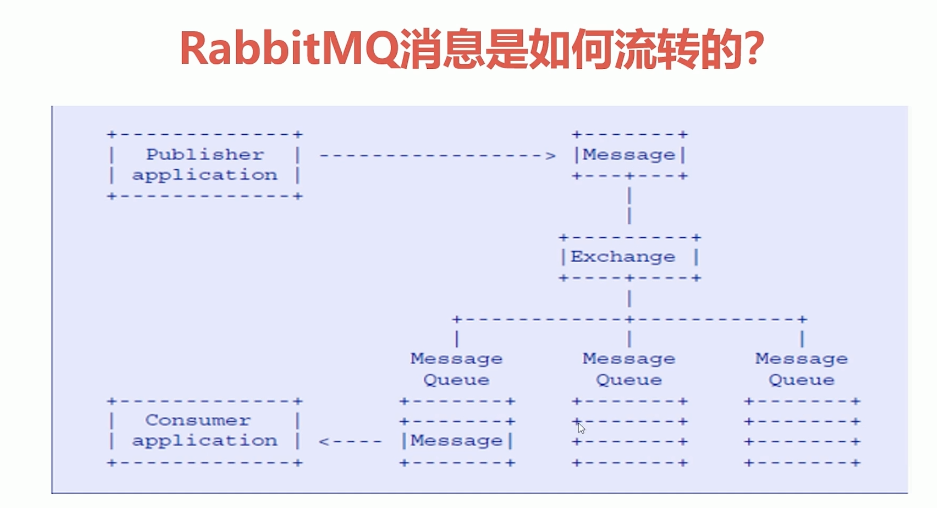 RabbitMQ消息是如何流转的?
Publisher application
Message
Exchange
Message Queue
Message Queue
Message Queue
Consumer application
Message